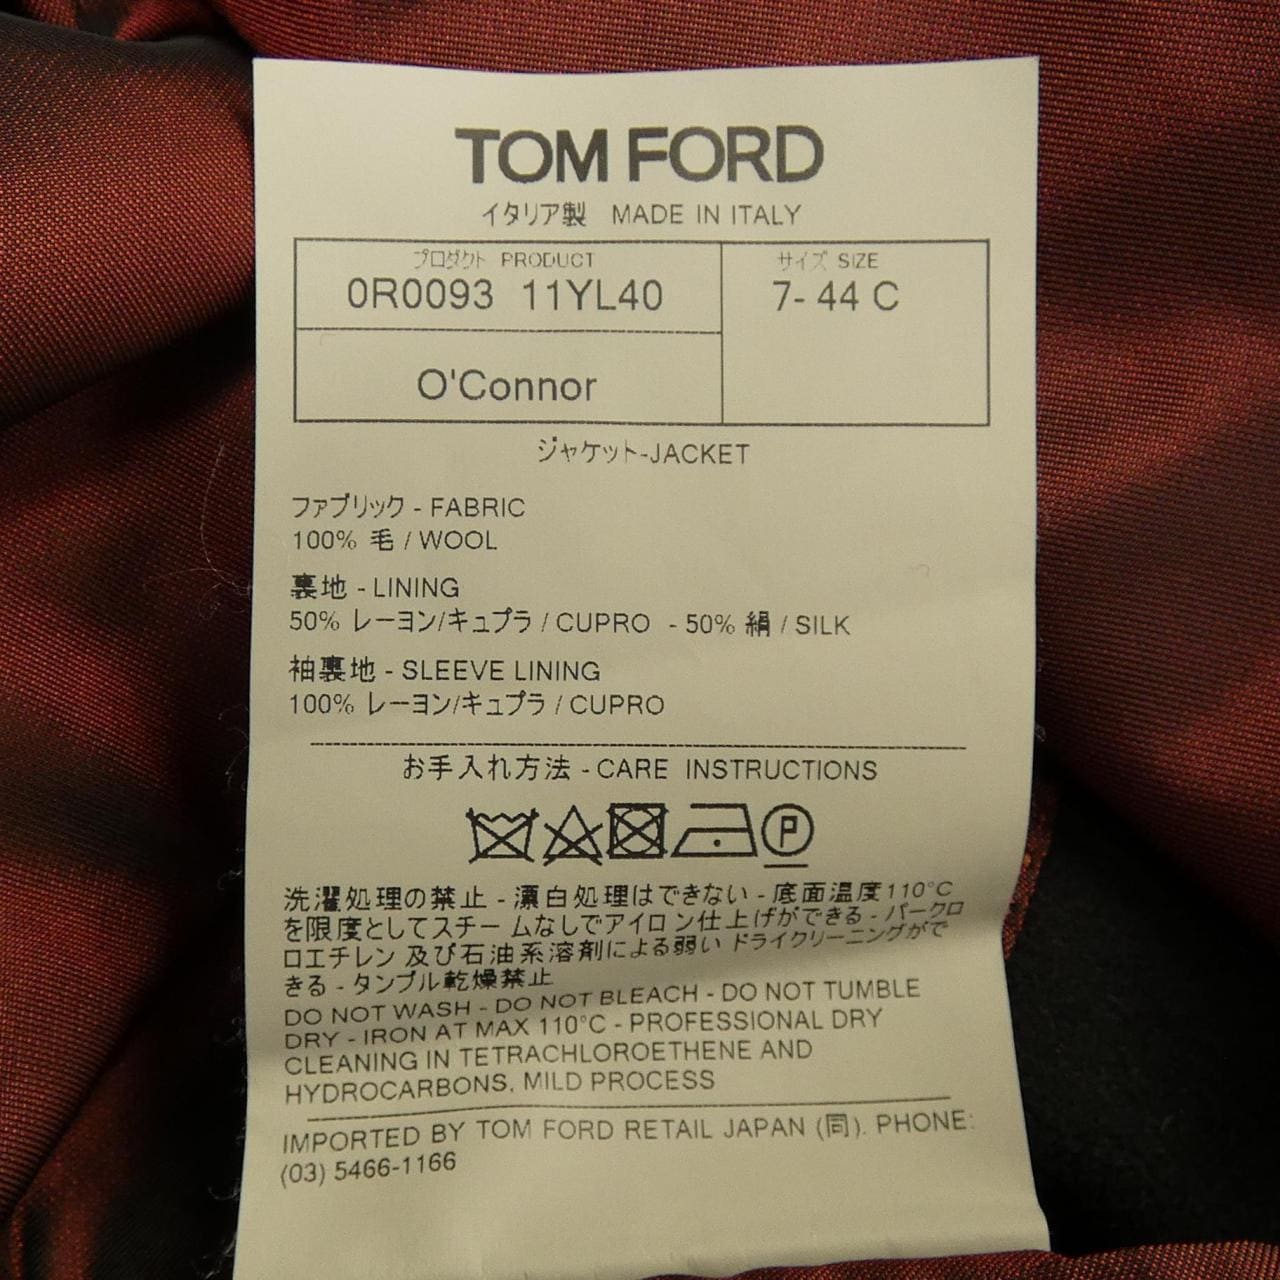 TOM FORD
イタリア製 MADE IN ITALY
プロダクト PRODUCT
0R0093 11YL40
サイズ SIZE
7- 44 C
O'Connor
ジャケット-JACKET
ファブリック - FABRIC
100% 毛 / WOOL
裏地 - LINING
50% レーヨン/キュプラ / CUPRO - 50% 絹 / SILK
袖裏地 - SLEEVE LINING
100% レーヨン/キュプラ / CUPRO
お手入れ方法 - CARE INSTRUCTIONS
P
洗濯処理の禁止 - 漂白処理はできない - 底面温度110°C
を限度としてスチームなしでアイロン仕上げができる - パークロ
ロエチレン 及び石油系溶剤による弱い ドライクリーニングがで
きる - タンブル乾燥禁止
DO NOT WASH - DO NOT BLEACH - DO NOT TUMBLE
DRY - IRON AT MAX 110°C - PROFESSIONAL DRY
CLEANING IN TETRACHLOROETHENE AND
HYDROCARBONS, MILD PROCESS
IMPORTED BY TOM FORD RETAIL JAPAN (同). PHONE:
(03) 5466-1166